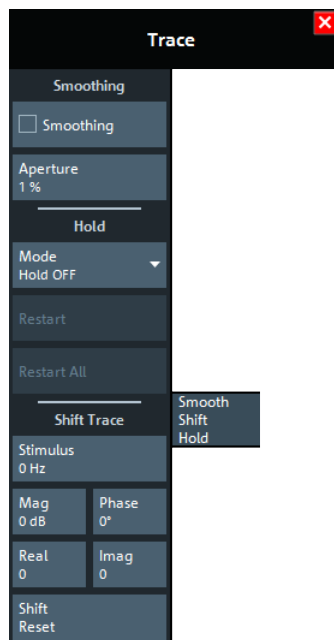 Trace
Smoothing
Smoothing
Aperture
1 %
Hold
Mode
Hold OFF
Restart
Restart All
Shift Trace
Stimulus
0 Hz
Mag
0 dB
Phase
0°
Real
0
Imag
0
Shift
Reset
Smooth
Shift
Hold